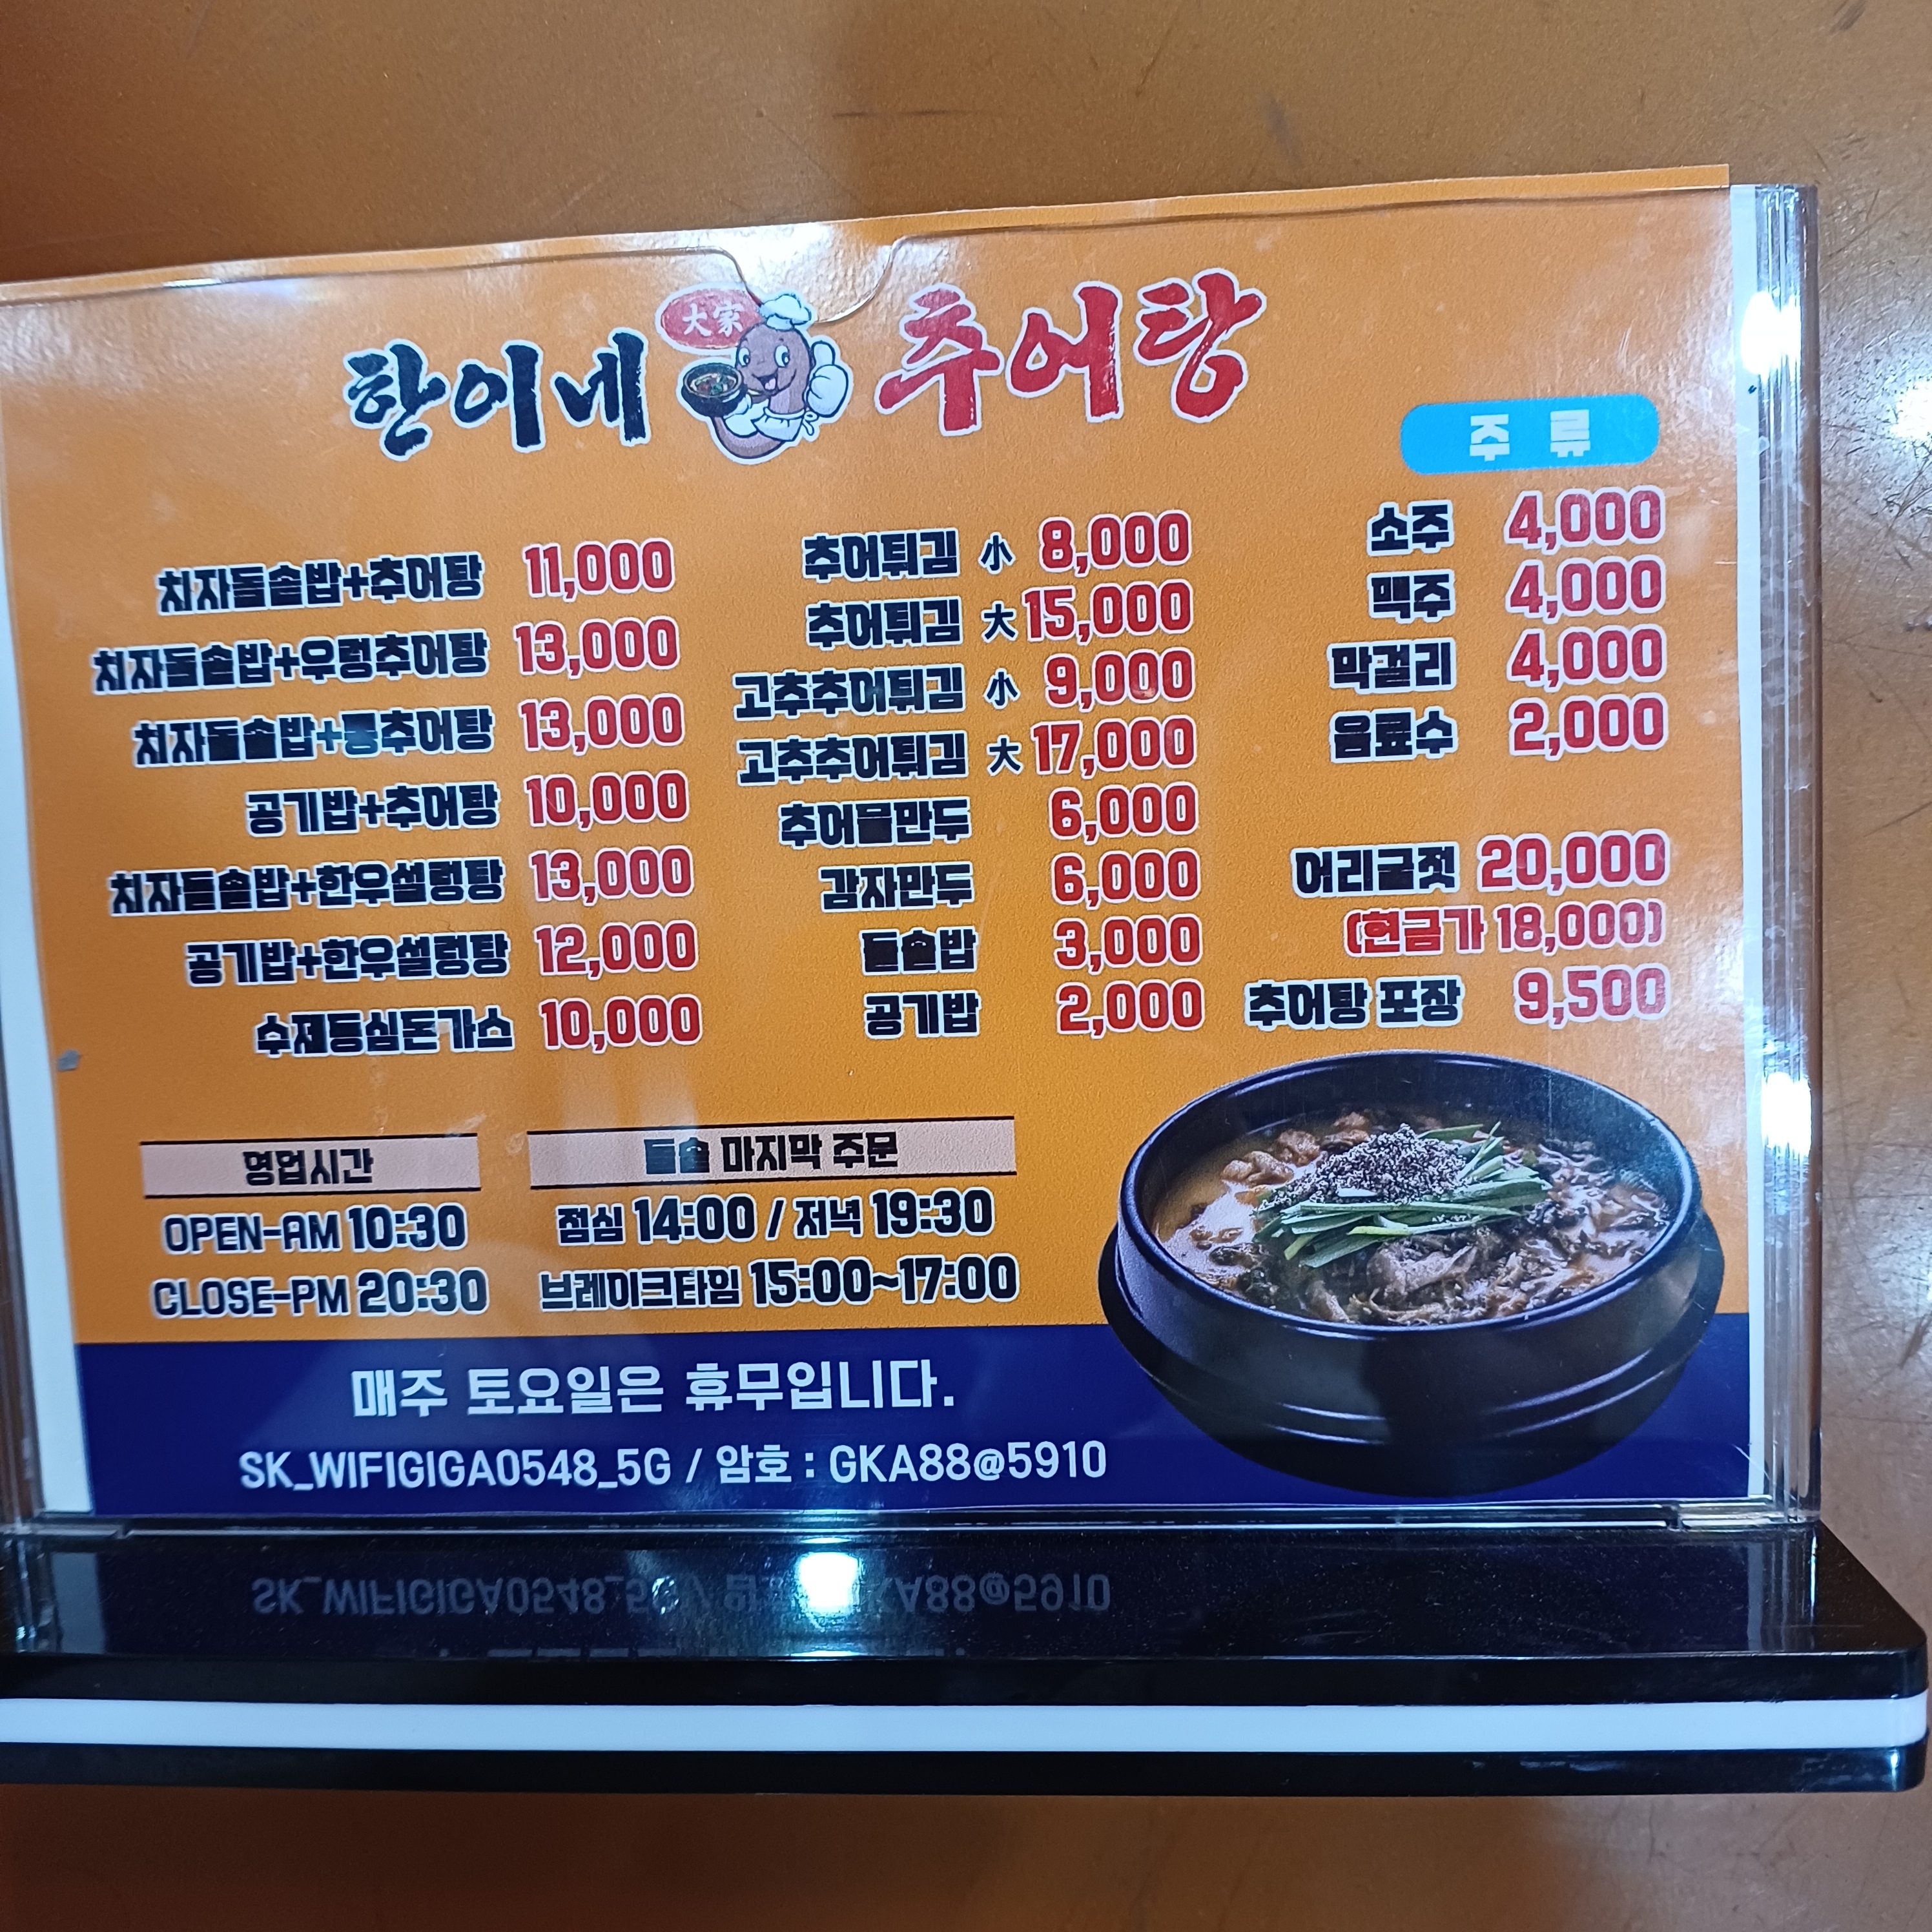 한이네 大家 추어탕
치자돌솥밥+추어탕 11,000
치자돌솥밥+우렁추어탕 13,000
치자돌솥밥+통추어탕 13,000
공기밥+추어탕 10,000
치자돌솥밥+한우설렁탕 13,000
공기밥+한우설렁탕 12,000
수제등심돈가스 10,000
추어튀김 小 8,000
추어튀김 大 15,000
고추추어튀김 小 9,000
고추추어튀김 大 17,000
추어물만두 6,000
감자만두 6,000
돌솥밥 3,000
공기밥 2,000
주류
소주 4,000
맥주 4,000
막걸리 4,000
음료수 2,000
어리굴젓 20,000
(현금가 18,000)
추어탕 포장 9,500
영업시간
OPEN-AM 10:30
CLOSE-PM 20:30
돌솥 마지막 주문
점심 14:00 / 저녁 19:30
브레이크타임 15:00~17:00
매주 토요일은 휴무입니다.
SK_WIFIGIGA0548_5G / 암호 : GKA88@5910